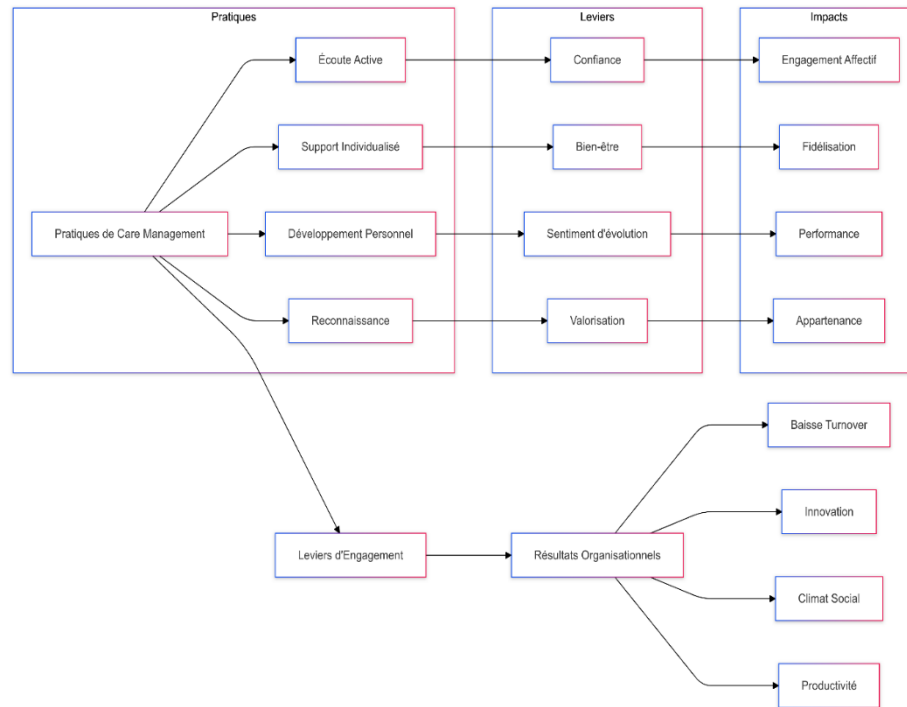 Pratiques
Leviers
Impacts
Écoute Active
Confiance
Engagement Affectif
Support Individualisé
Bien-être
Fidélisation
Pratiques de Care Management
Développement Personnel
Sentiment d'évolution
Performance
Reconnaissance
Valorisation
Appartenance
Baisse Turnover
Innovation
Leviers d'Engagement
Résultats Organisationnels
Climat Social
Productivité